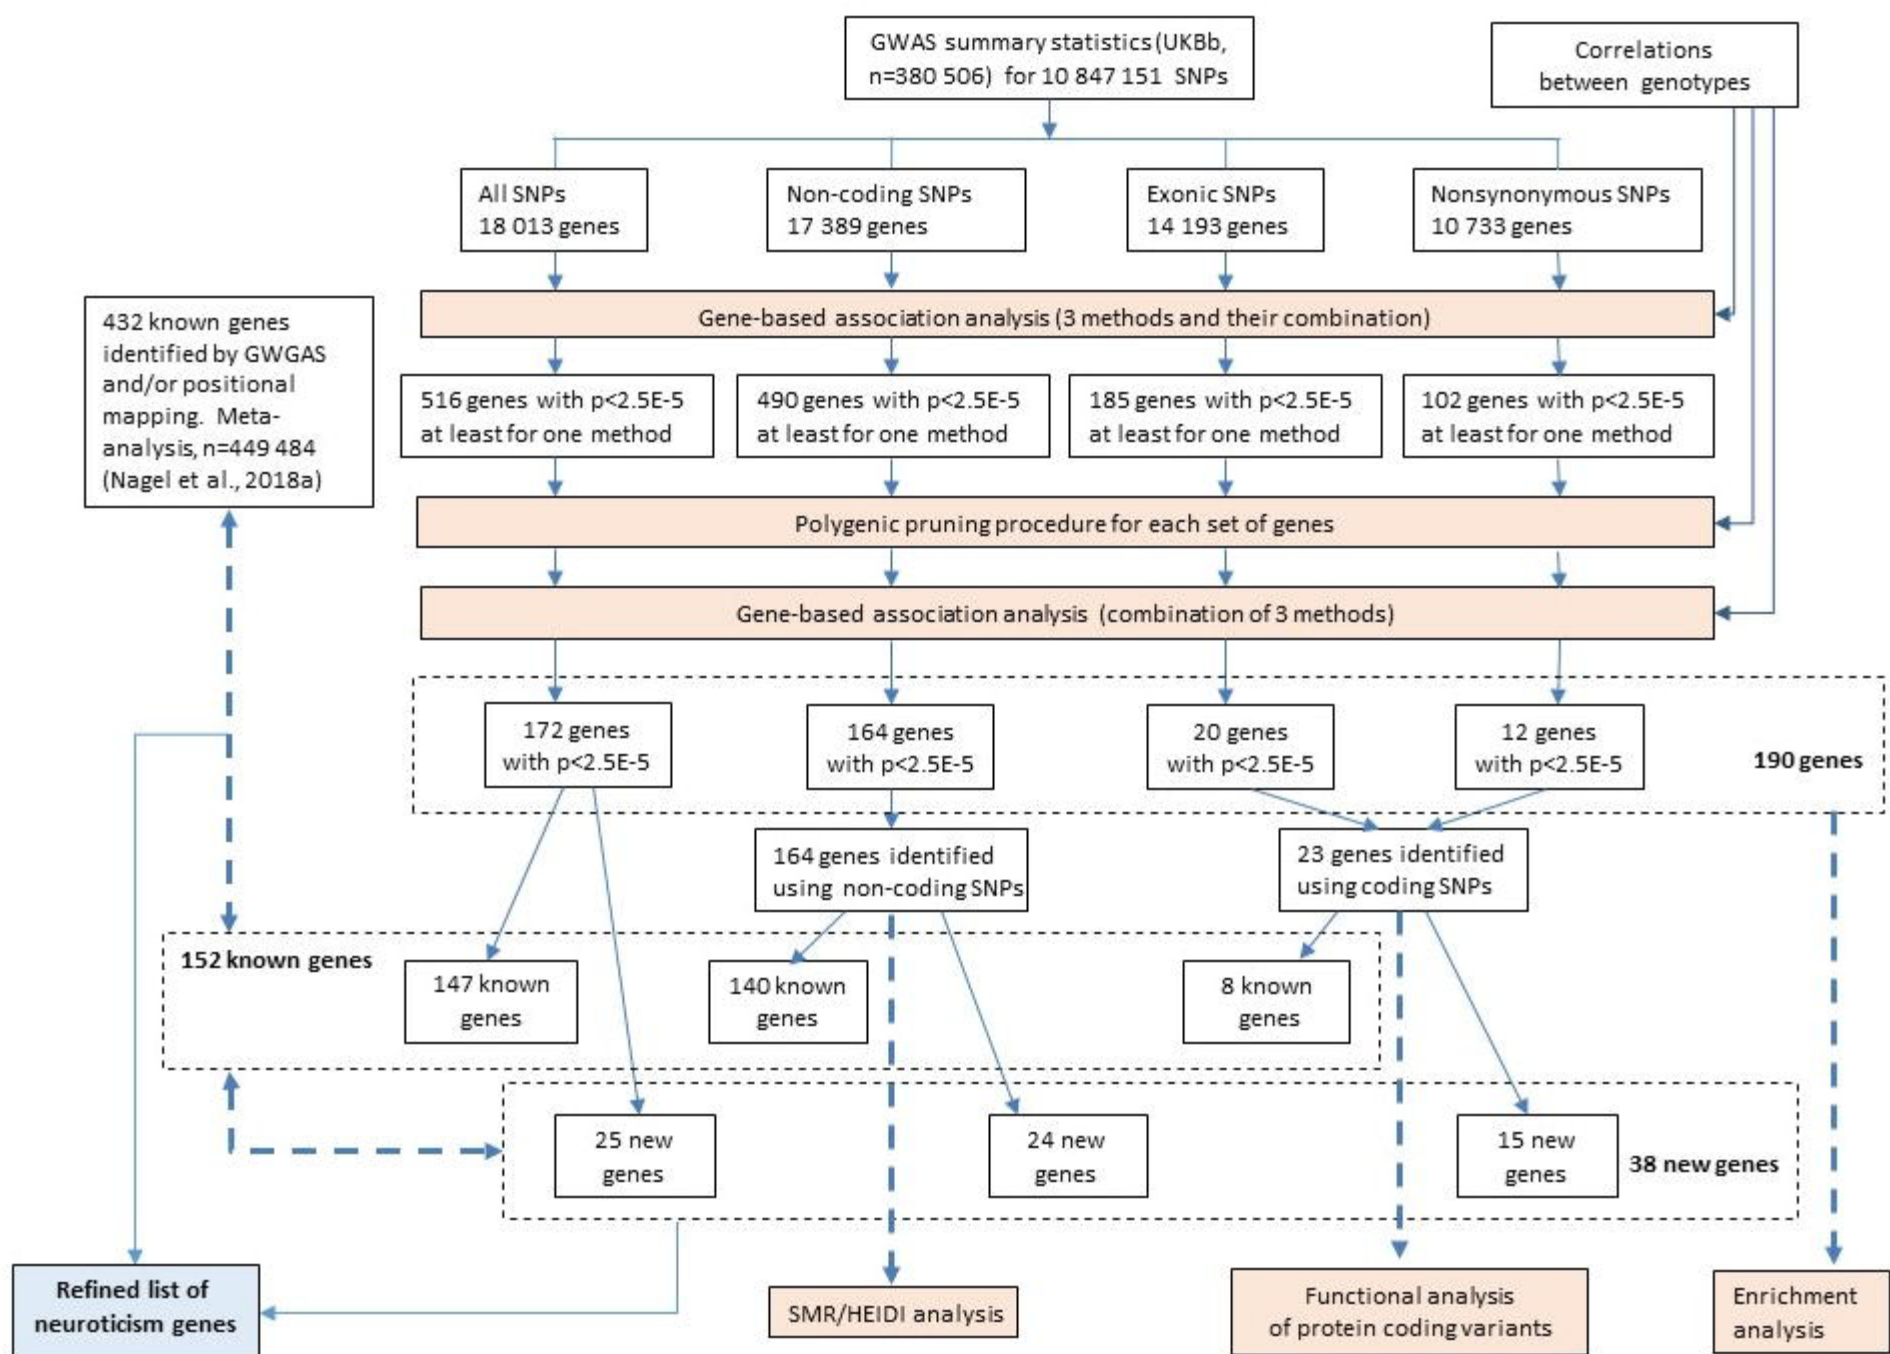 GWAS summary statistics (UKBb,
n=380 506) for 10 847 151 SNPs
Correlations
between genotypes
All SNPs
18 013 genes
Non-coding SNPs
17 389 genes
Exonic SNPs
14 193 genes
Nonsynonymous SNPs
10 733 genes
Gene-based association analysis (3 methods and their combination)
432 known genes
identified by GWGAS
and/or positional
mapping. Meta-
analysis, n=449 484
(Nagel et al., 2018a)
516 genes with p<2.5E-5
at least for one method
490 genes with p<2.5E-5
at least for one method
185 genes with p<2.5E-5
at least for one method
102 genes with p<2.5E-5
at least for one method
Polygenic pruning procedure for each set of genes
Gene-based association analysis (combination of 3 methods)
172 genes
with p<2.5E-5
164 genes
with p<2.5E-5
20 genes
with p<2.5E-5
12 genes
with p<2.5E-5
190 genes
164 genes identified
using non-coding SNPs
23 genes identified
using coding SNPs
152 known genes
147 known
genes
140 known
genes
8 known
genes
25 new
genes
24 new
genes
15 new
genes
38 new genes
Refined list of
neuroticism genes
SMR/HEIDI analysis
Functional analysis
of protein coding variants
Enrichment
analysis